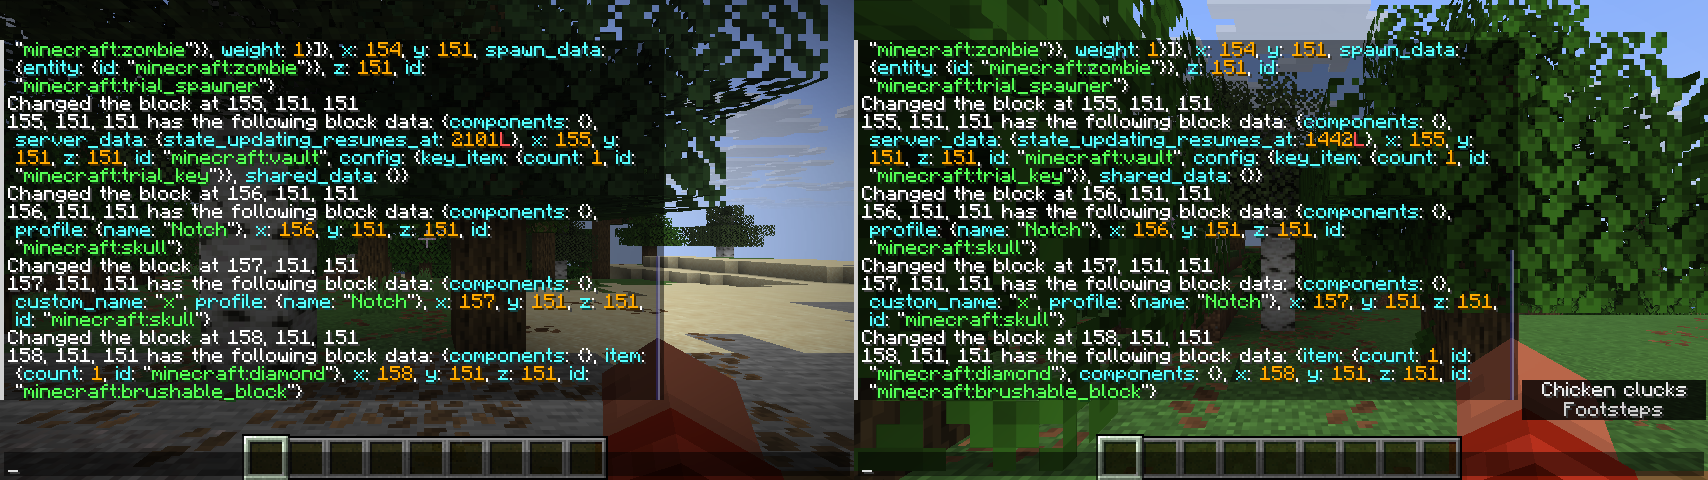 "minecraft:zombie"}}, weight: 1}]}, x: 154, y: 151, spawn_data:
{entity: {id: "minecraft:zombie"}}, z: 151, id:
"minecraft:trial_spawner"}
Changed the block at 155, 151, 151
155, 151, 151 has the following block data: {components: {},
server_data: {state_updating_resumes_at: 2101L}, x: 155, y:
151, z: 151, id: "minecraft:vault", config: {key_item: {count: 1, id:
"minecraft:trial_key"}}, shared_data: {}}
Changed the block at 156, 151, 151
156, 151, 151 has the following block data: {components: {},
profile: {name: "Notch"}, x: 156, y: 151, z: 151, id:
"minecraft:skull"}
Changed the block at 157, 151, 151
157, 151, 151 has the following block data: {components: {},
custom_name: "x", profile: {name: "Notch"}, x: 157, y: 151, z: 151,
id: "minecraft:skull"}
Changed the block at 158, 151, 151
158, 151, 151 has the following block data: {components: {}, item:
{count: 1, id: "minecraft:diamond"}, x: 158, y: 151, z: 151, id:
"minecraft:brushable_block"}
_
"minecraft:zombie"}}, weight: 1}]}, x: 154, y: 151, spawn_data:
{entity: {id: "minecraft:zombie"}}, z: 151, id:
"minecraft:trial_spawner"}
Changed the block at 155, 151, 151
155, 151, 151 has the following block data: {components: {},
server_data: {state_updating_resumes_at: 1442L}, x: 155, y:
151, z: 151, id: "minecraft:vault", config: {key_item: {count: 1, id:
"minecraft:trial_key"}}, shared_data: {}}
Changed the block at 156, 151, 151
156, 151, 151 has the following block data: {components: {},
profile: {name: "Notch"}, x: 156, y: 151, z: 151, id:
"minecraft:skull"}
Changed the block at 157, 151, 151
157, 151, 151 has the following block data: {components: {},
custom_name: "x", profile: {name: "Notch"}, x: 157, y: 151, z: 151,
id: "minecraft:skull"}
Changed the block at 158, 151, 151
158, 151, 151 has the following block data: {item: {count: 1, id:
"minecraft:diamond"}, components: {}, x: 158, y: 151, z: 151, id:
"minecraft:brushable_block"}
Chicken clucks
Footsteps
_